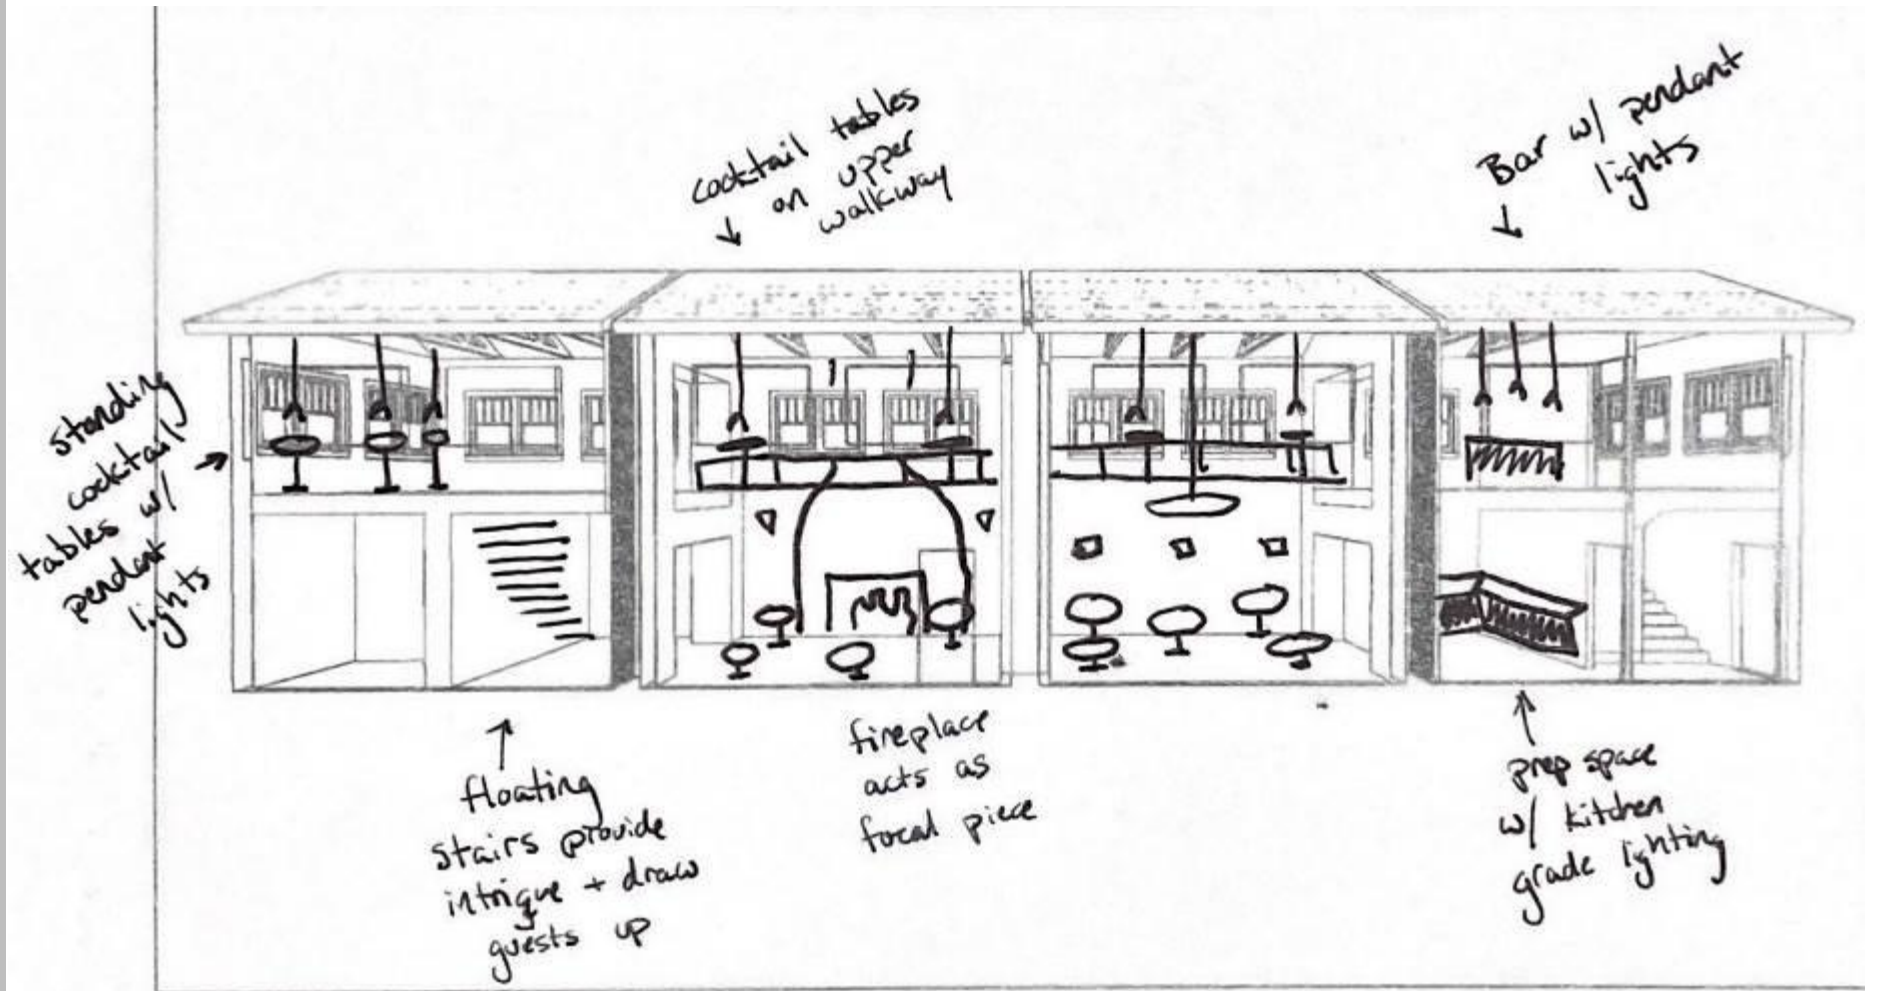 cocktail tables
on upper
walkway
Bar w/ pendant
lights
standing
cocktail
tables w/
pendant
lights
floating
stairs provide
intrigue + draw
guests up
fireplace
acts as
focal piece
prep space
w/ kitchen
grade lighting